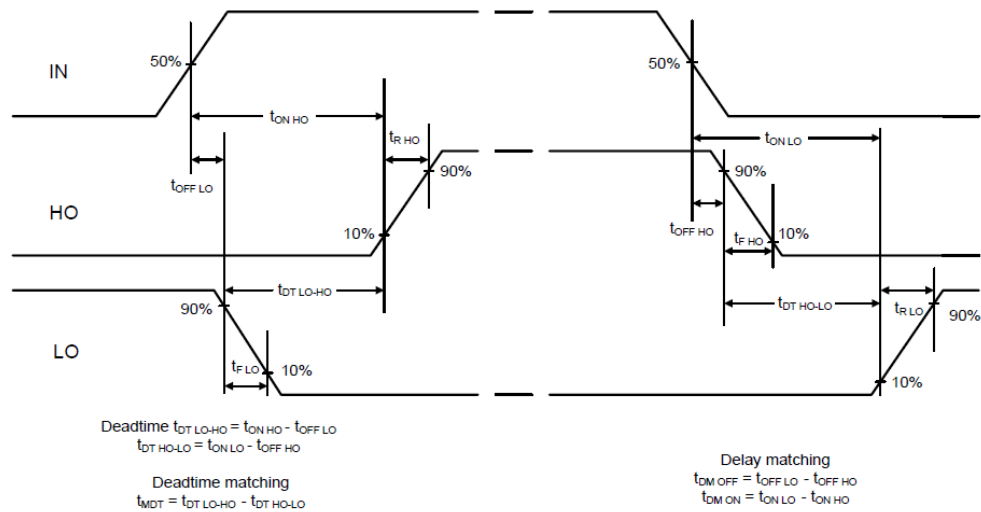 IN
50%
50%
tON HO
tON LO
tR HO
tOFF LO
90%
90%
HO
tOFF HO
tF HO
10%
10%
tDT LO-HO
tDT HO-LO
tR LO
90%
90%
LO
tF LO
10%
10%
Deadtime tDT LO-HO = tON HO - tOFF LO
tDT HO-LO = tON LO - tOFF HO
Deadtime matching
tMDT = tDT LO-HO - tDT HO-LO
Delay matching
tDM OFF = tOFF LO - tOFF HO
tDM ON = tON LO - tON HO